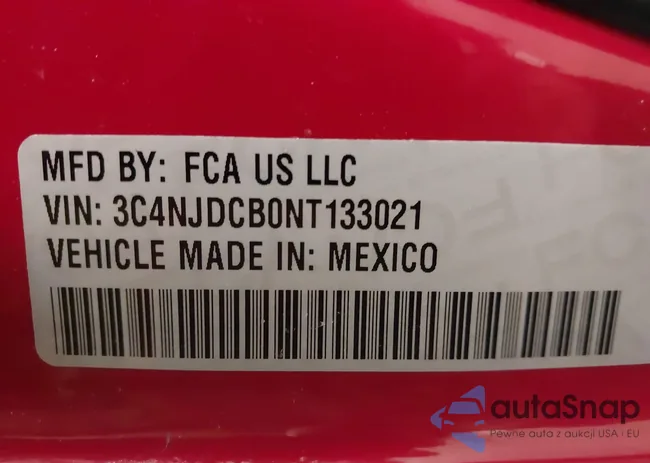 MFD BY: FCA US LLC
VIN: 3C4NJDCB0NT133021
VEHICLE MADE IN: MEXICO
autaSnap
Pewne auta z aukcji USA i EU